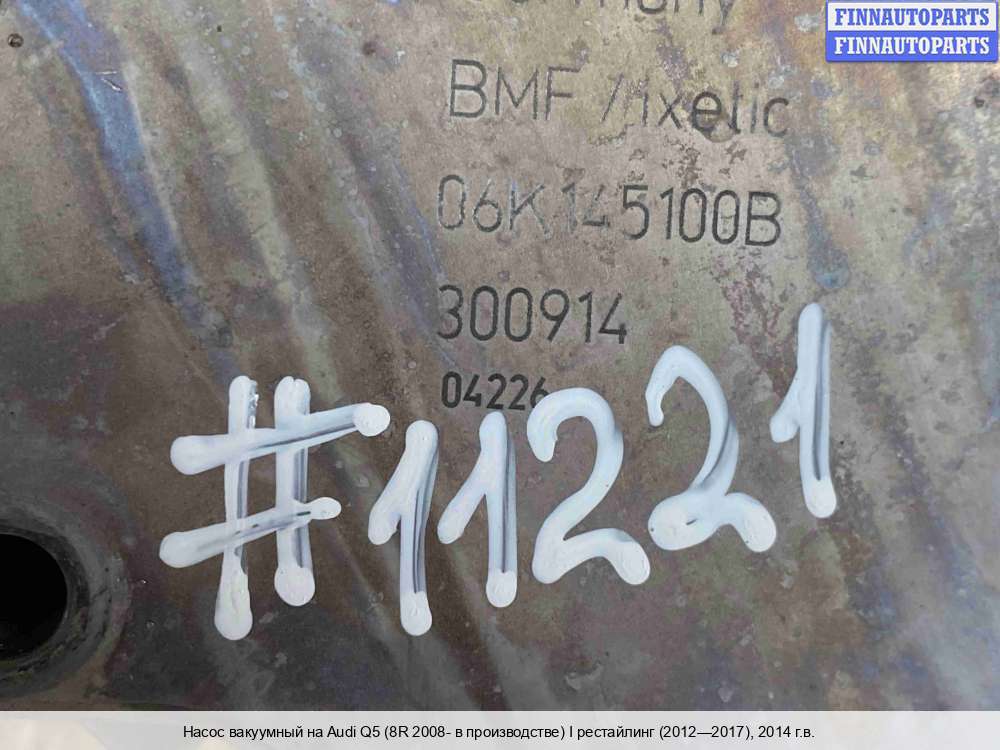 FINNAUTOPARTS
FINNAUTOPARTS
BMF / ixetic
06K145100B
300914
04226
#11221
Насос вакуумный на Audi Q5 (8R 2008- в производстве) I рестайлинг (2012—2017), 2014 г.в.